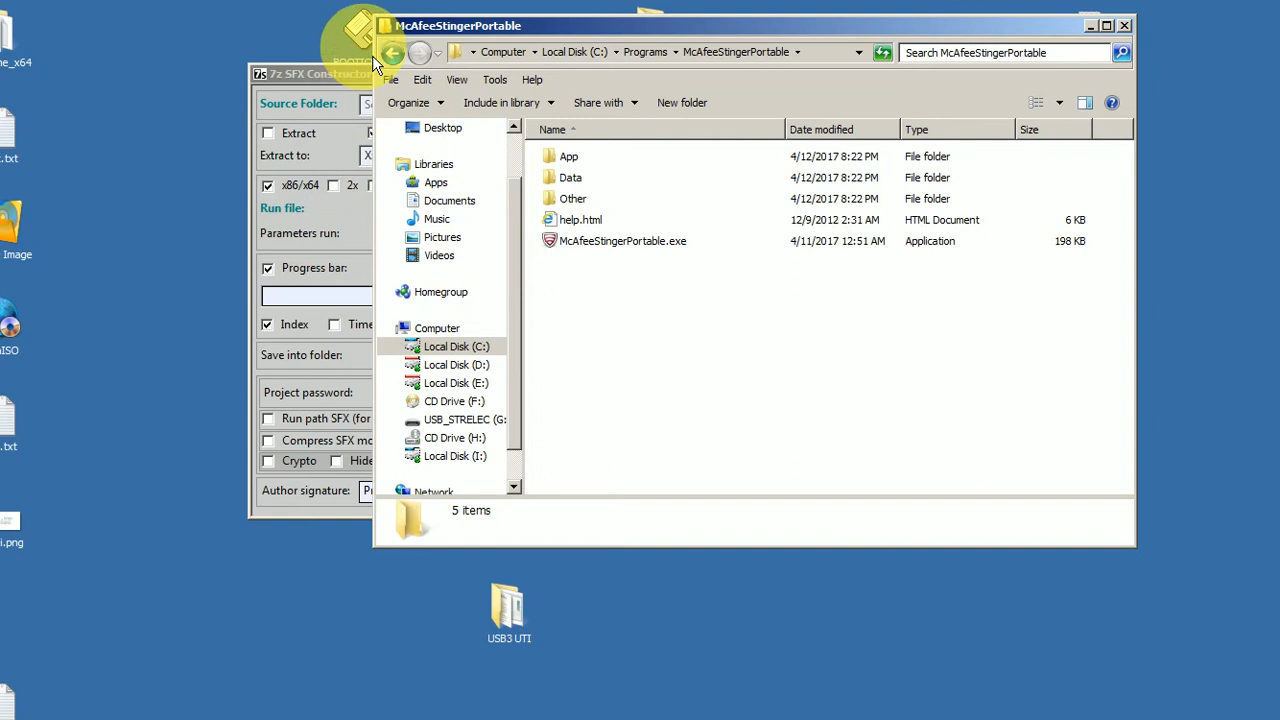 McAfeeStingerPortable
Computer Local Disk (C:) Programs McAfeeStingerPortable
Search McAfeeStingerPortable
File Edit View Tools Help
Organize Include in library Share with New folder
Name Date modified Type Size
App 4/12/2017 8:22 PM File folder
Data 4/12/2017 8:22 PM File folder
Other 4/12/2017 8:22 PM File folder
help.html 12/9/2012 2:31 AM HTML Document 6 KB
McAfeeStingerPortable.exe 4/11/2017 12:51 AM Application 198 KB
Desktop
Libraries
Apps
Documents
Music
Pictures
Videos
Homegroup
Computer
Local Disk (C:)
Local Disk (D:)
Local Disk (E:)
CD Drive (F:)
USB_STRELEC (G:
CD Drive (H:)
Local Disk (I:)
Network
5 items
7z SFX Constructor
Source Folder:
Extract
Extract to: X
x86/x64 2x
Run file:
Parameters run:
Progress bar:
Index Time
Save into folder:
Project password:
Run path SFX (for
Compress SFX mo
Crypto Hide
Author signature: Pr
ne_x64
t.txt
Image
nISO
.txt
i.png
USB3 UTI